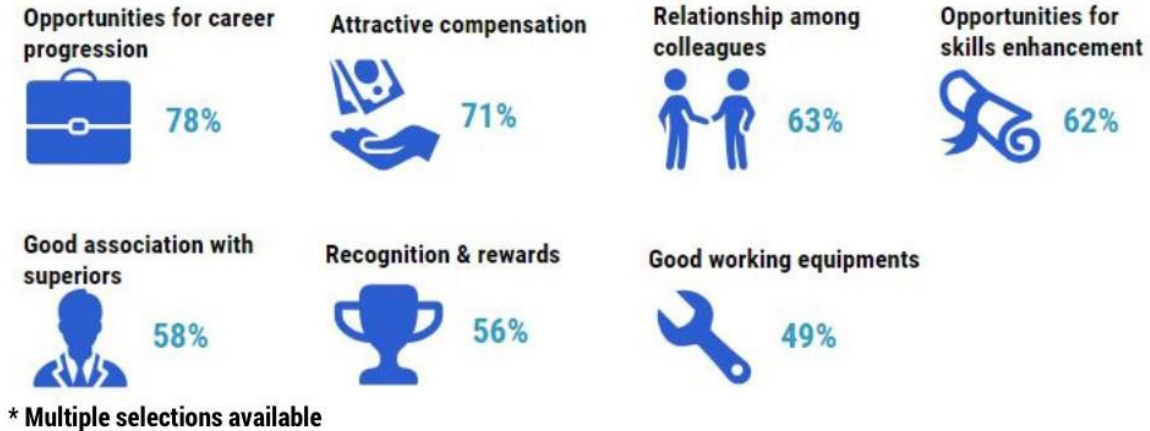 Opportunities for career
progression
78%
Attractive compensation
71%
Relationship among
colleagues
63%
Opportunities for
skills enhancement
62%
Good association with
superiors
58%
Recognition & rewards
56%
Good working equipments
49%
* Multiple selections available